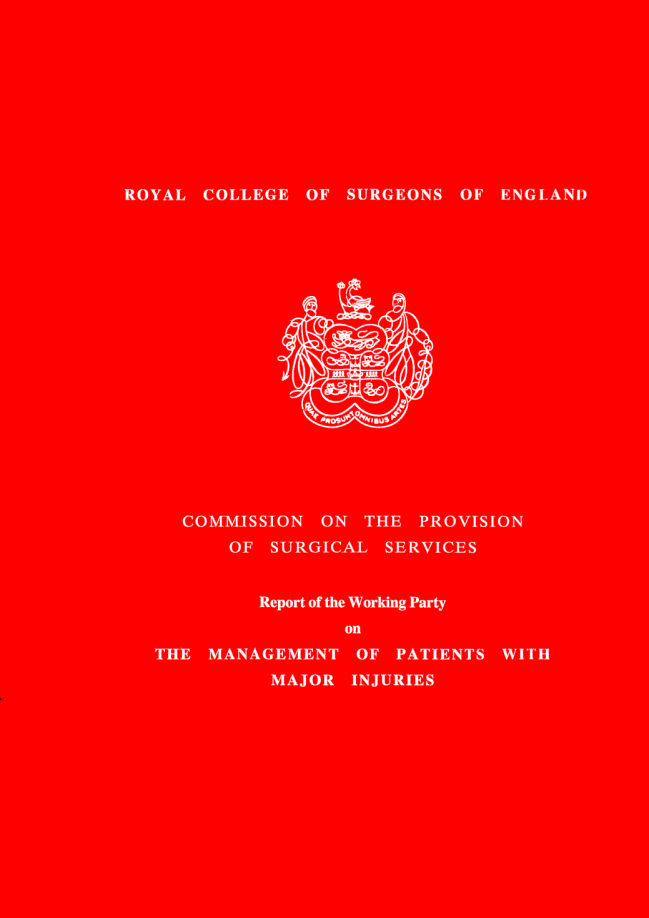 ROYAL COLLEGE OF SURGEONS OF ENGLAND
QUAE PROSUNT OMNIBUS ARTES
COMMISSION ON THE PROVISION
OF SURGICAL SERVICES
Report of the Working Party
on
THE MANAGEMENT OF PATIENTS WITH
MAJOR INJURIES